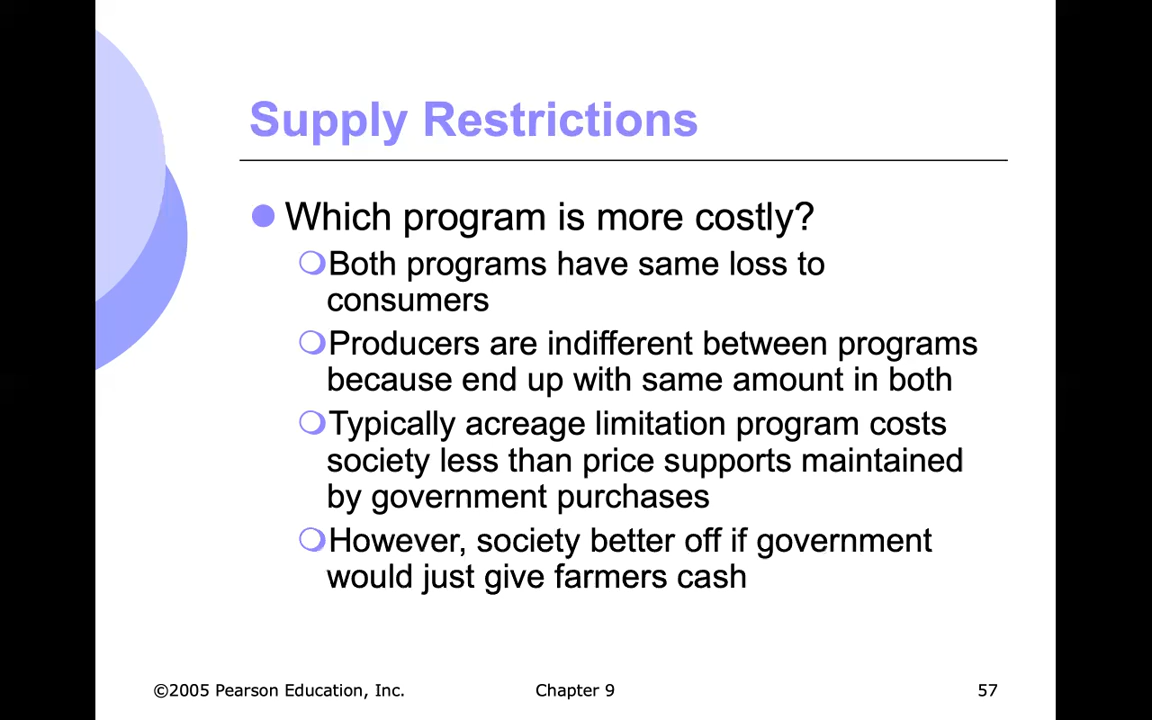 Supply Restrictions
Which program is more costly?
Both programs have same loss to
consumers
Producers are indifferent between programs
because end up with same amount in both
Typically acreage limitation program costs
society less than price supports maintained
by government purchases
However, society better off if government
would just give farmers cash
©2005 Pearson Education, Inc.
Chapter 9
57